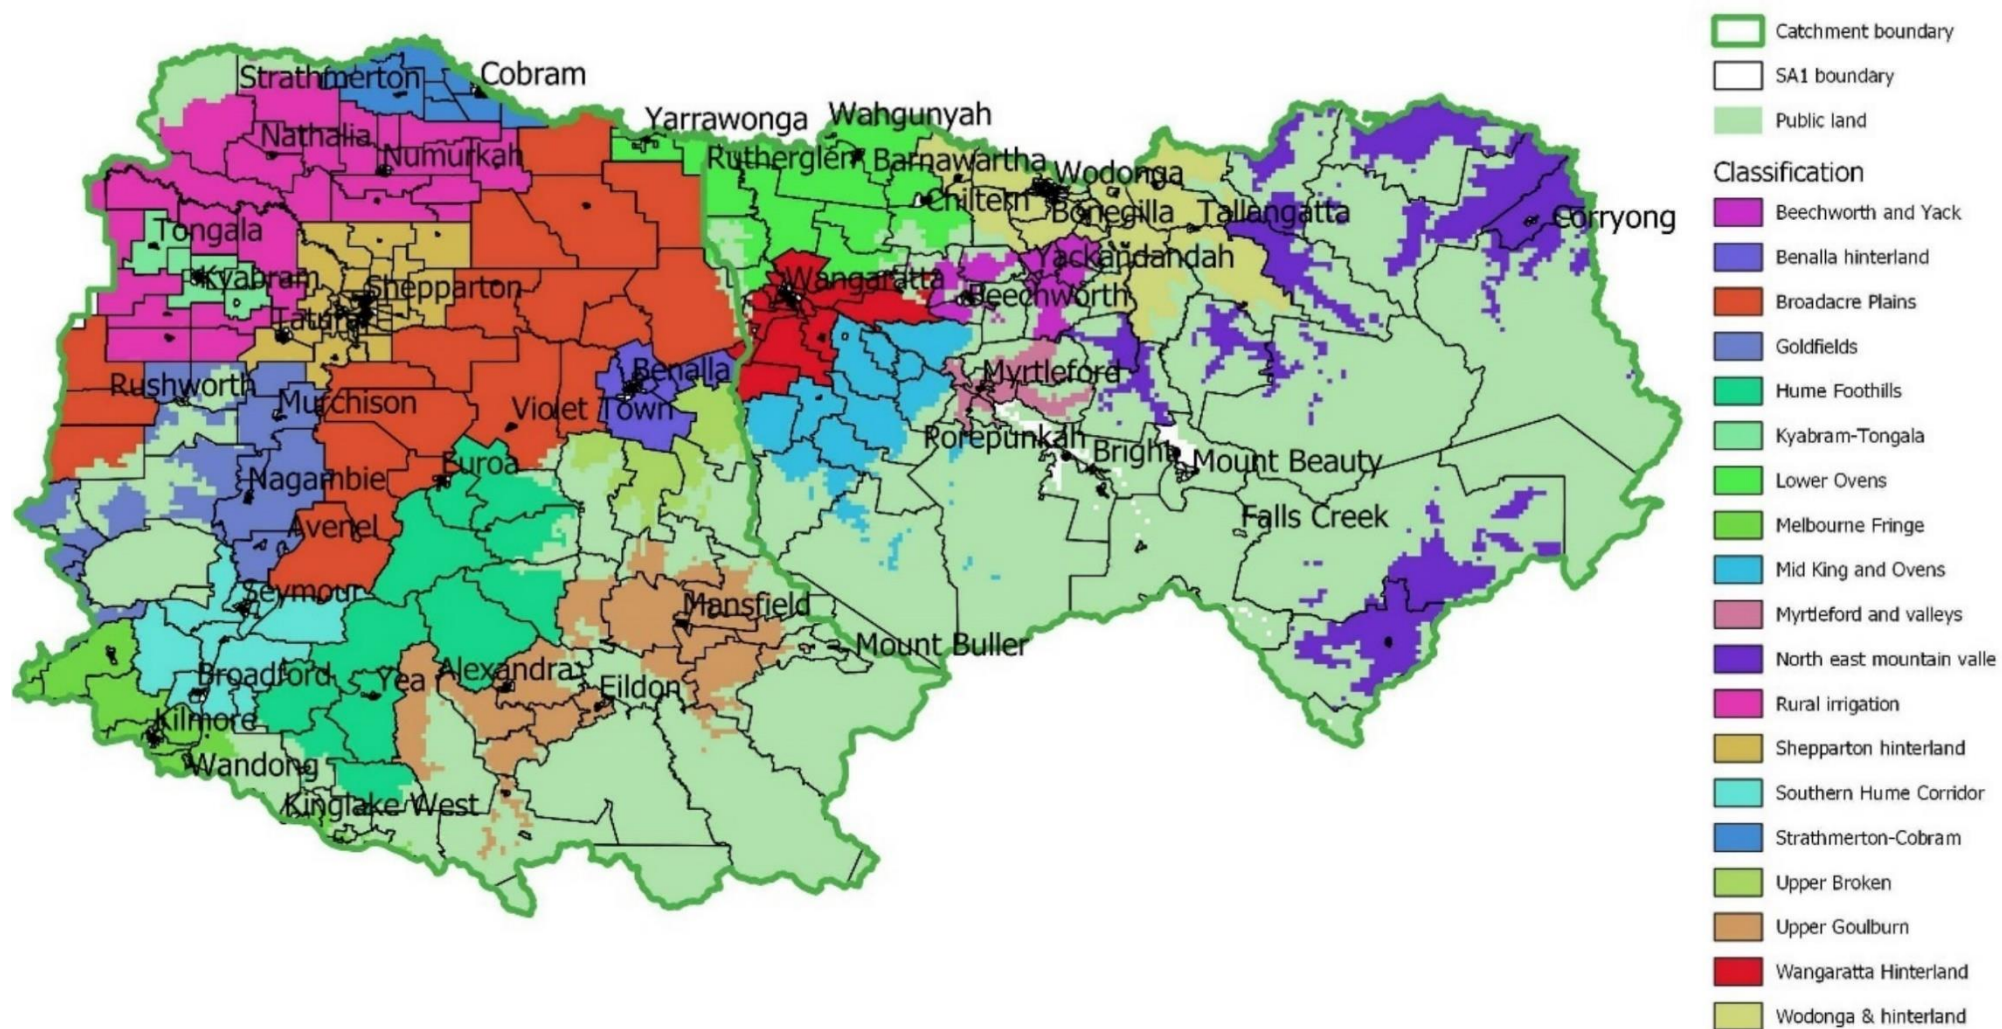 Strathmerton
Cobram
Yarrawonga
Wahgunyah
Nathalia
Numurkah
Rutherglen
Barnawartha
Wodonga
Chiltern
Bonegilla
Tallangatta
Corryong
Tongala
Kyabram
Shepparton
Wangaratta
Yackandandah
Beechworth
Tatura
Rushworth
Murchison
Benalla
Violet Town
Myrtleford
Porepunkah
Bright
Mount Beauty
Euroa
Nagambie
Avenel
Falls Creek
Seymour
Mansfield
Mount Buller
Broadford
Yea
Alexandra
Eildon
Kilmore
Wandong
Kinglake West
Catchment boundary
SA1 boundary
Public land
Classification
Beechworth and Yack
Benalla hinterland
Broadacre Plains
Goldfields
Hume Foothills
Kyabram-Tongala
Lower Ovens
Melbourne Fringe
Mid King and Ovens
Myrtleford and valleys
North east mountain valle
Rural irrigation
Shepparton hinterland
Southern Hume Corridor
Strathmerton-Cobram
Upper Broken
Upper Goulburn
Wangaratta Hinterland
Wodonga & hinterland